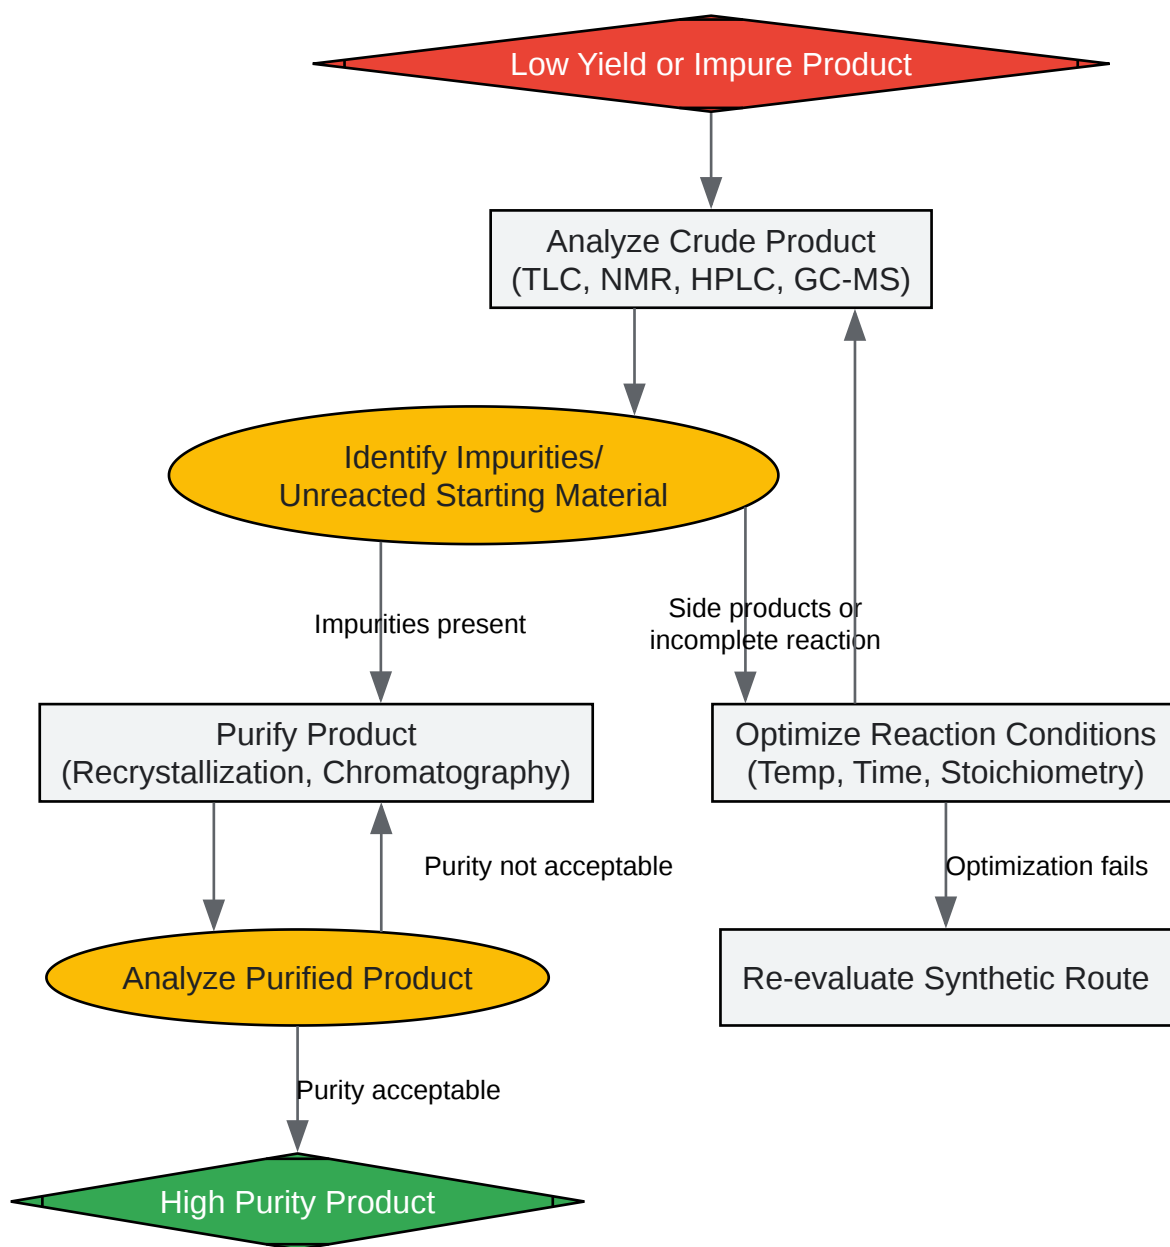 Low Yield or Impure Product
Analyze Crude Product
(TLC, NMR, HPLC, GC-MS)
Identify Impurities/
Unreacted Starting Material
Impurities present
Side products or
incomplete reaction
Purify Product
(Recrystallization, Chromatography)
Optimize Reaction Conditions
(Temp, Time, Stoichiometry)
Purity not acceptable
Optimization fails
Analyze Purified Product
Re-evaluate Synthetic Route
Purity acceptable
High Purity Product